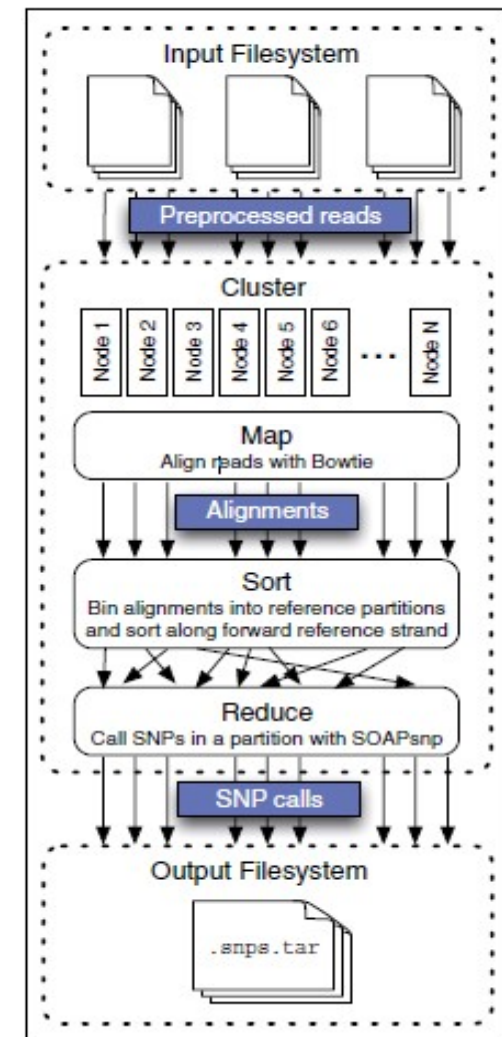 Input Filesystem
Preprocessed reads
Cluster
Node 1
Node 2
Node 3
Node 4
Node 5
Node 6
...
Node N
Map
Align reads with Bowtie
Alignments
Sort
Bin alignments into reference partitions
and sort along forward reference strand
Reduce
Call SNPs in a partition with SOAPsnp
SNP calls
Output Filesystem
.snps.tar